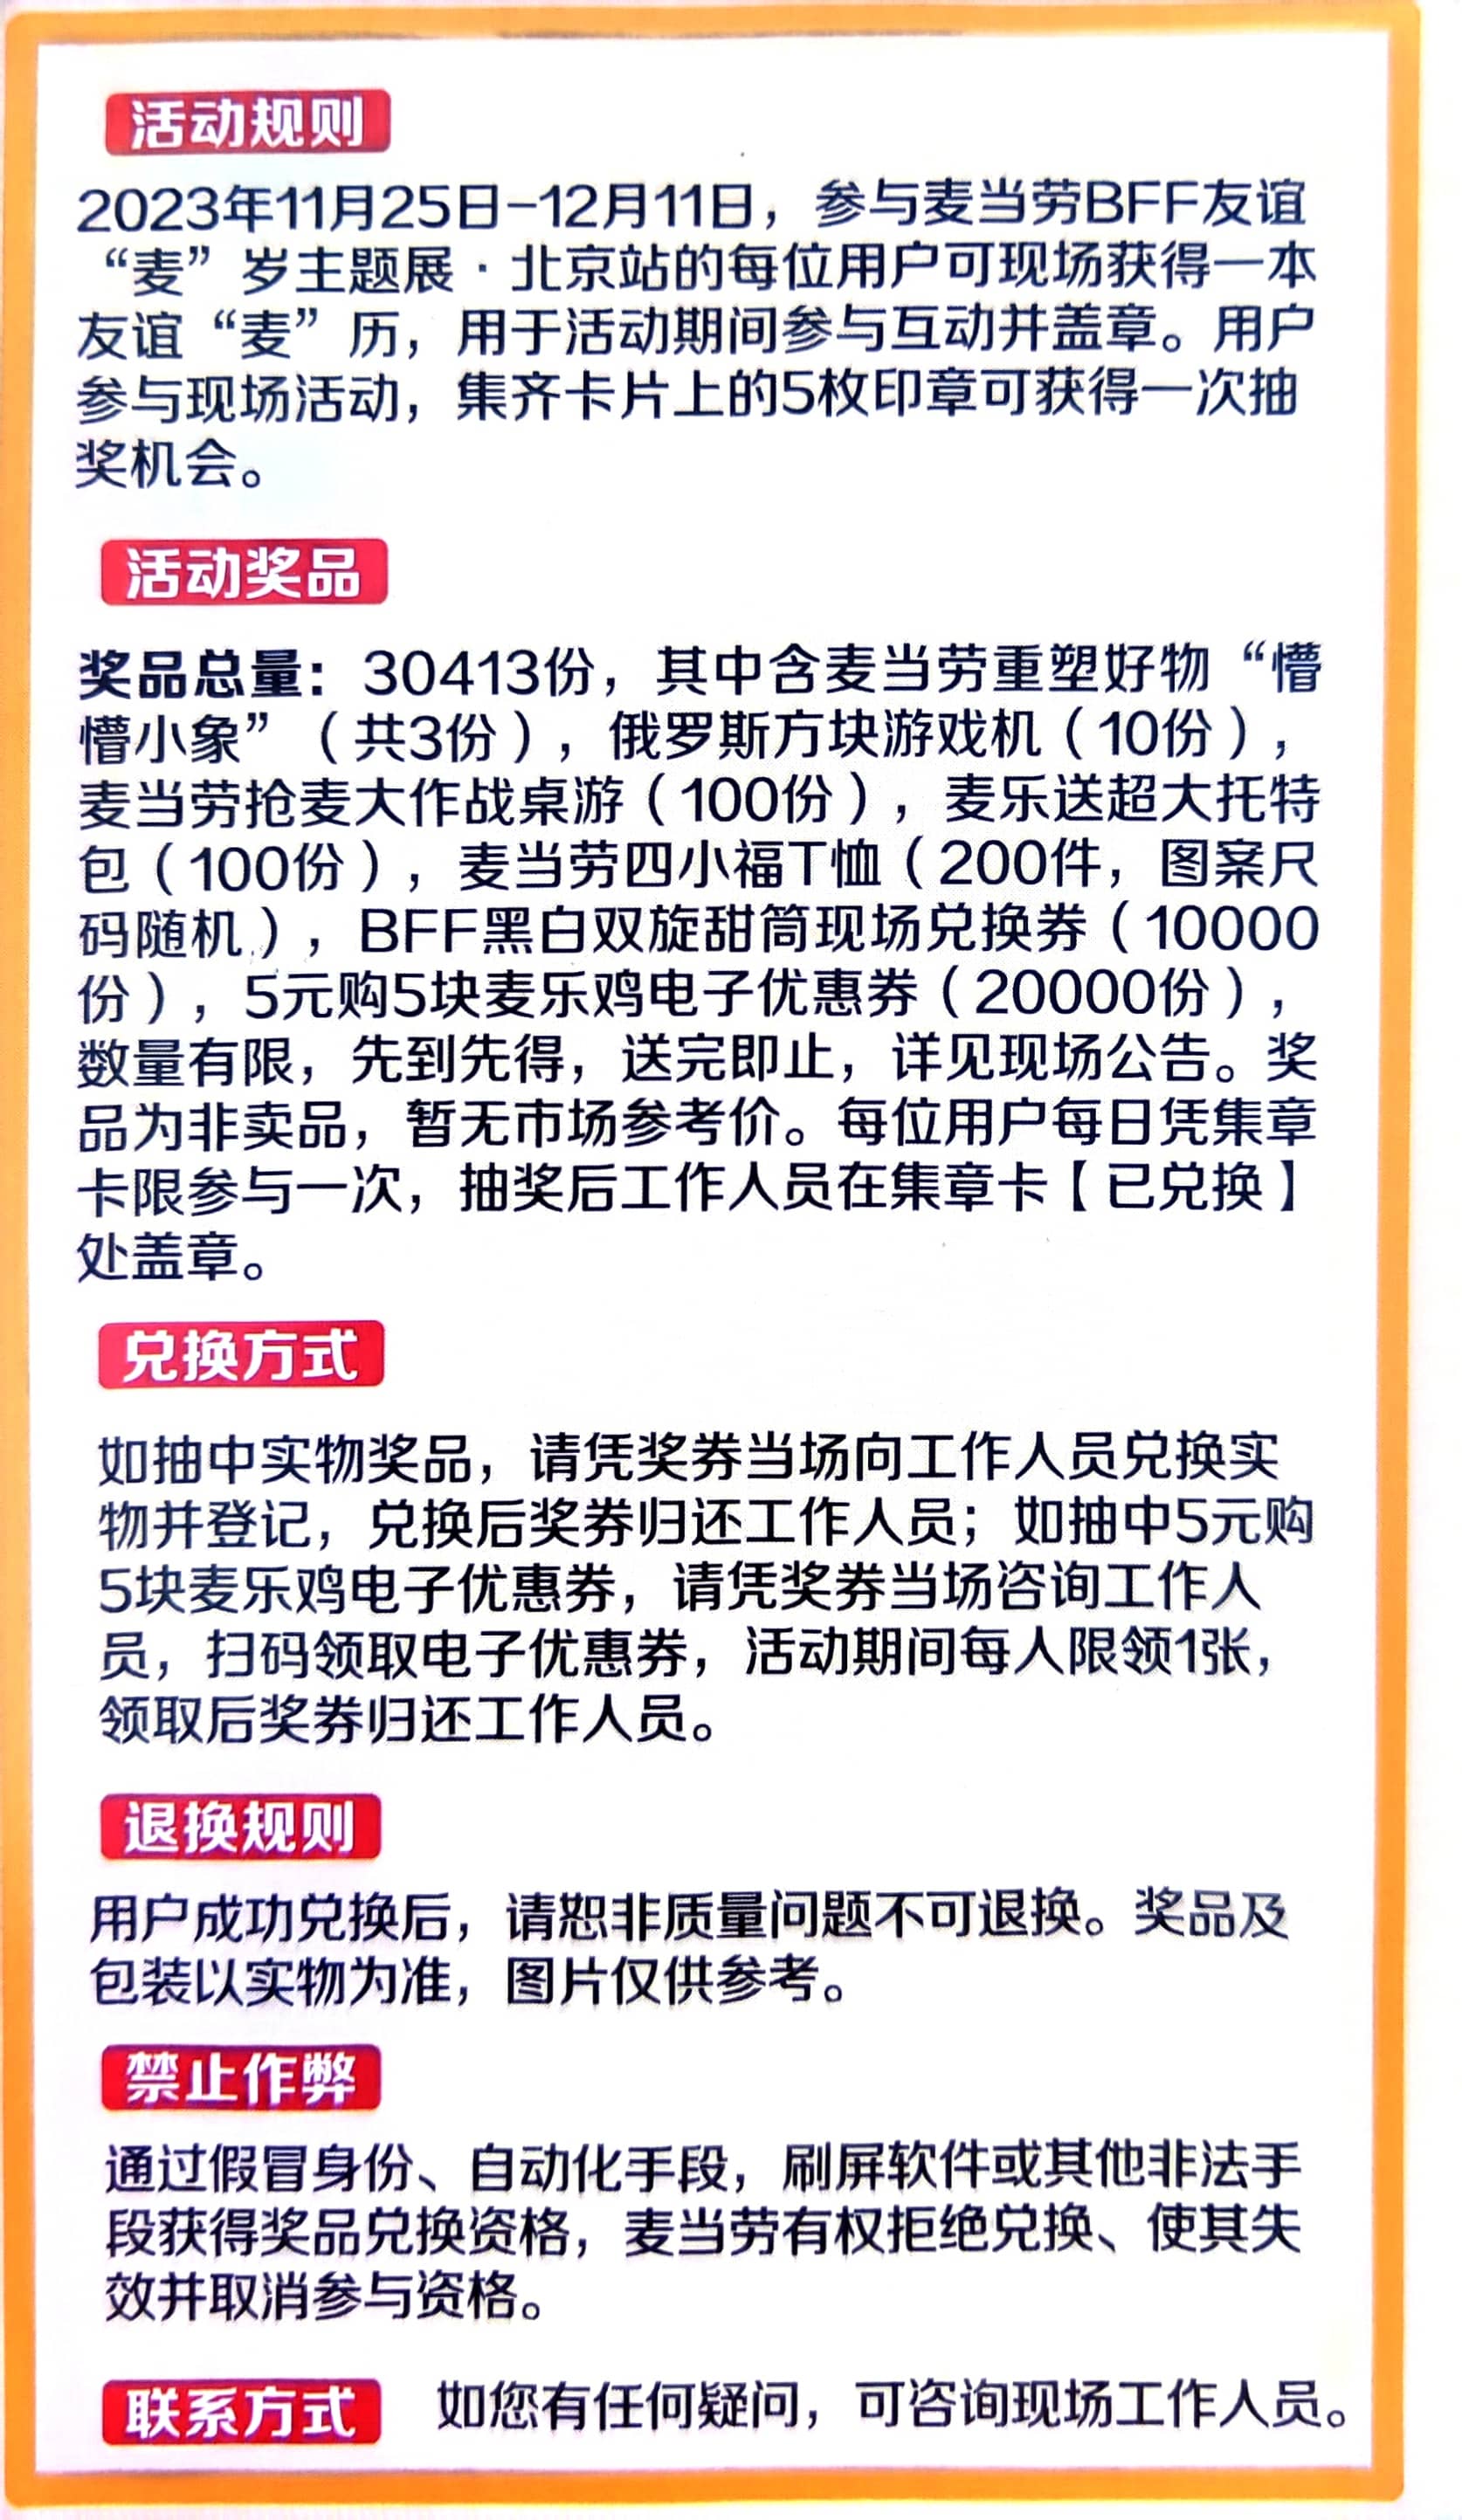 活动规则
2023年11月25日-12月11日，参与麦当劳BFF友谊
“麦”岁主题展·北京站的每位用户可现场获得一本
友谊“麦”历，用于活动期间参与互动并盖章。用户
参与现场活动，集齐卡片上的5枚印章可获得一次抽
奖机会。
活动奖品
奖品总量：30413份，其中含麦当劳重塑好物“懵
懵小象”（共3份），俄罗斯方块游戏机（10份），
麦当劳抢麦大作战桌游（100份），麦乐送超大托特
包（100份），麦当劳四小福T恤（200件，图案尺
码随机），BFF黑白双旋甜筒现场兑换券（10000
份），5元购5块麦乐鸡电子优惠券（20000份），
数量有限，先到先得，送完即止，详见现场公告。奖
品为非卖品，暂无市场参考价。每位用户每日凭集章
卡限参与一次，抽奖后工作人员在集章卡【已兑换】
处盖章。
兑换方式
如抽中实物奖品，请凭奖券当场向工作人员兑换实
物并登记，兑换后奖券归还工作人员；如抽中5元购
5块麦乐鸡电子优惠券，请凭奖券当场咨询工作人
员，扫码领取电子优惠券，活动期间每人限领1张，
领取后奖券归还工作人员。
退换规则
用户成功兑换后，请恕非质量问题不可退换。奖品及
包装以实物为准，图片仅供参考。
禁止作弊
通过假冒身份、自动化手段，刷屏软件或其他非法手
段获得奖品兑换资格，麦当劳有权拒绝兑换、使其失
效并取消参与资格。
联系方式 如您有任何疑问，可咨询现场工作人员。